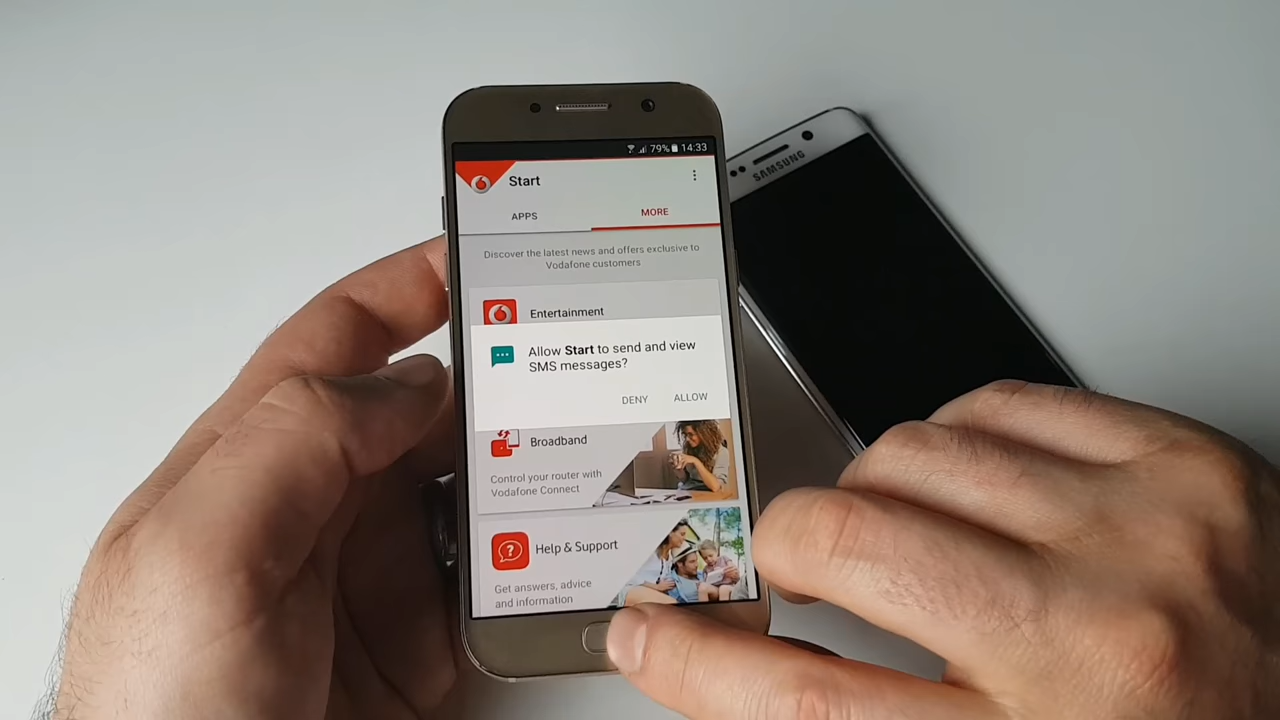 79% 14:33
Start
APPS
MORE
Discover the latest news and offers exclusive to
Vodafone customers
Entertainment
Allow Start to send and view
SMS messages?
DENY
ALLOW
Broadband
Control your router with
Vodafone Connect
Help & Support
Get answers, advice
and information
SAMSUNG